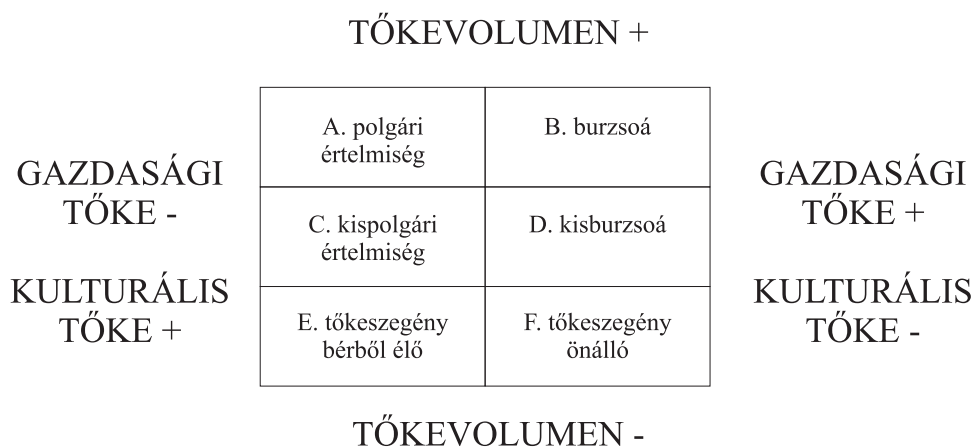 TŐKEVOLUMEN +
GAZDASÁGI
TŐKE -
KULTURÁLIS
TŐKE +
A. polgári
értelmiség
B. burzsoá
C. kispolgári
értelmiség
D. kisburzsoá
E. tőkeszegény
bérből élő
F. tőkeszegény
önálló
GAZDASÁGI
TŐKE +
KULTURÁLIS
TŐKE -
TŐKEVOLUMEN -